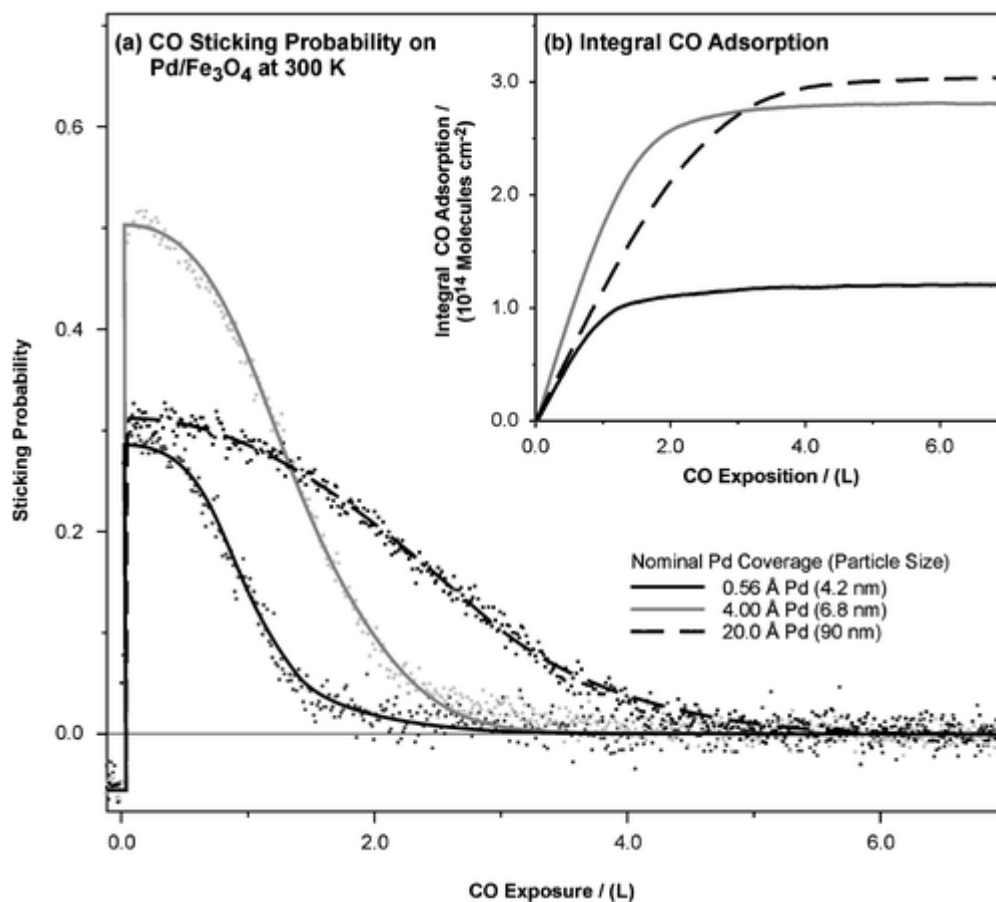 (a) CO Sticking Probability on
Pd/Fe3O4 at 300 K
(b) Integral CO Adsorption
Sticking Probability
0.6
0.4
0.2
0.0
0.0
2.0
4.0
6.0
CO Exposure / (L)
Integral CO Adsorption /
(10¹⁴ Molecules cm⁻²)
3.0
2.0
1.0
0.0
0.0
2.0
4.0
6.0
CO Exposition / (L)
Nominal Pd Coverage (Particle Size)
0.56 Å Pd (4.2 nm)
4.00 Å Pd (6.8 nm)
20.0 Å Pd (90 nm)